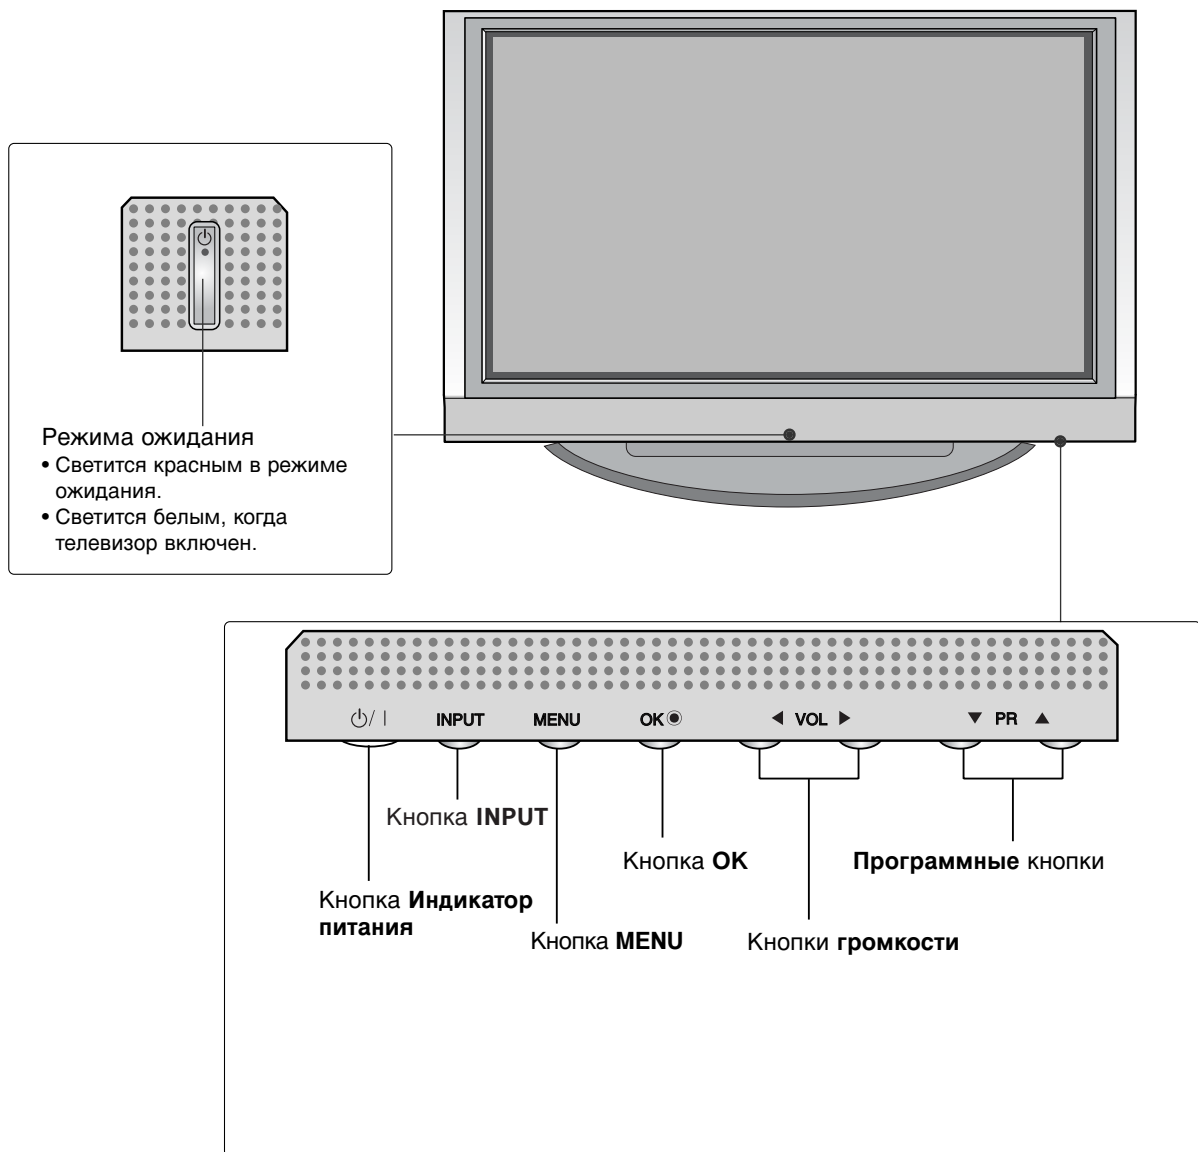 Режима ожидания
• Светится красным в режиме
ожидания.
• Светится белым, когда
телевизор включен.
⏻/ I INPUT MENU OK◉ ◀ VOL ▶ ▼ PR ▲
Кнопка INPUT
Кнопка OK
Программные кнопки
Кнопка Индикатор
питания
Кнопка MENU
Кнопки громкости